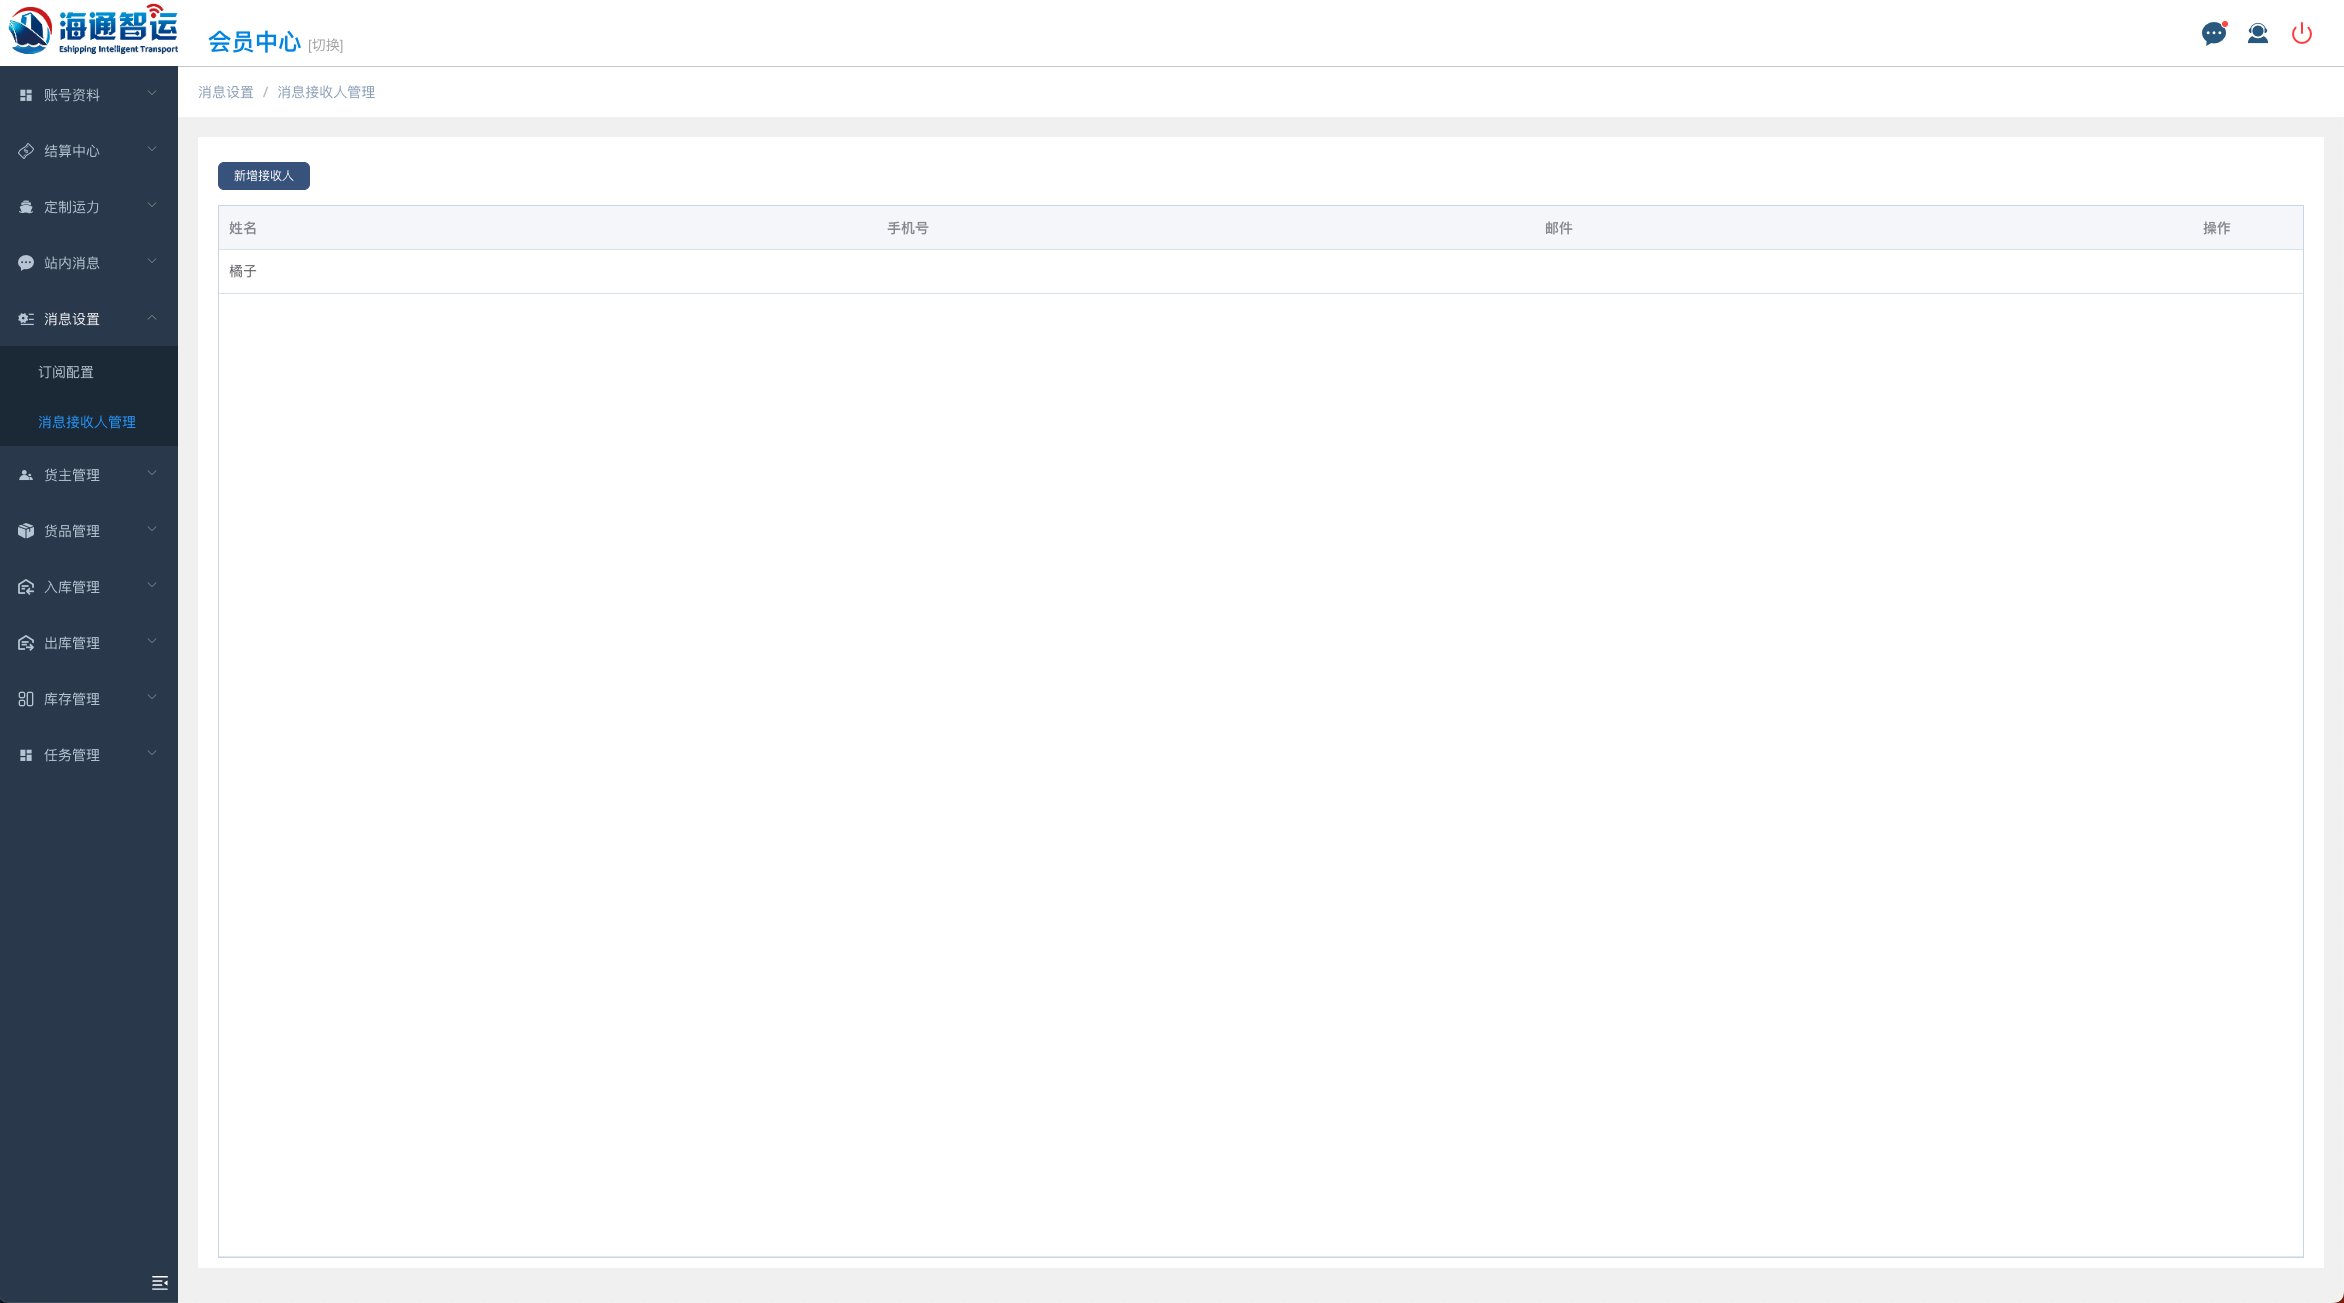 海通智运
Eshipping Intelligent Transport
会员中心 [切换]
消息设置 / 消息接收人管理
账号资料
结算中心
定制运力
站内消息
消息设置
订阅配置
消息接收人管理
货主管理
货品管理
入库管理
出库管理
库存管理
任务管理
新增接收人
姓名 手机号 邮件 操作
橘子